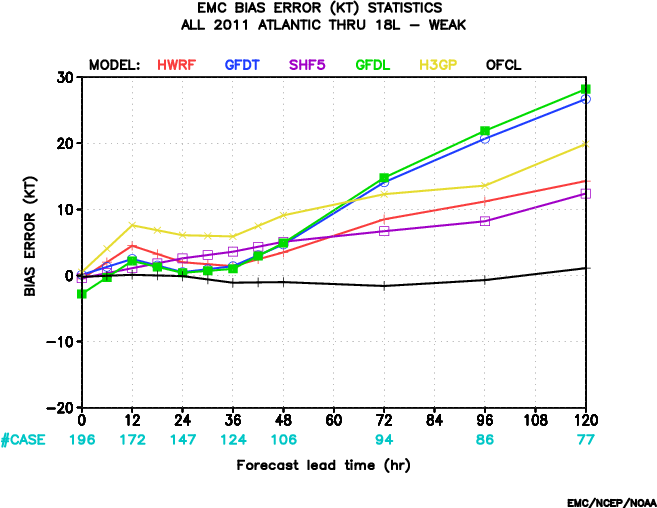 EMC BIAS ERROR (KT) STATISTICS
ALL 2011 ATLANTIC THRU 18L – WEAK
MODEL: HWRF GFDT SHF5 GFDL H3GP OFCL
30
20
10
0
−10
−20
BIAS ERROR (KT)
0 12 24 36 48 60 72 84 96 108 120
#CASE 196 172 147 124 106 94 86 77
Forecast lead time (hr)
EMC/NCEP/NOAA